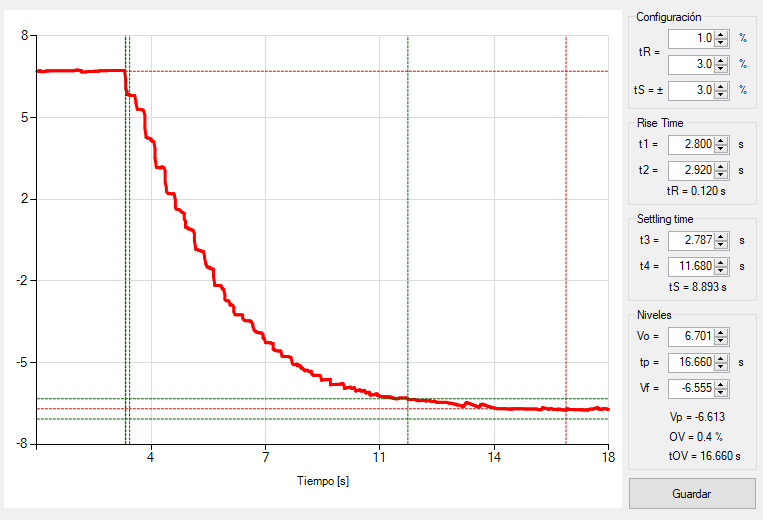 8
5
2
-2
-5
-8
4
7
11
14
18
Tiempo [s]
Configuración
tR =
1.0 %
3.0 %
tS = ± 3.0 %
Rise Time
t1 = 2.800 s
t2 = 2.920 s
tR = 0.120 s
Settling time
t3 = 2.787 s
t4 = 11.680 s
tS = 8.893 s
Niveles
Vo = 6.701
tp = 16.660 s
Vf = -6.555
Vp = -6.613
OV = 0.4 %
tOV = 16.660 s
Guardar